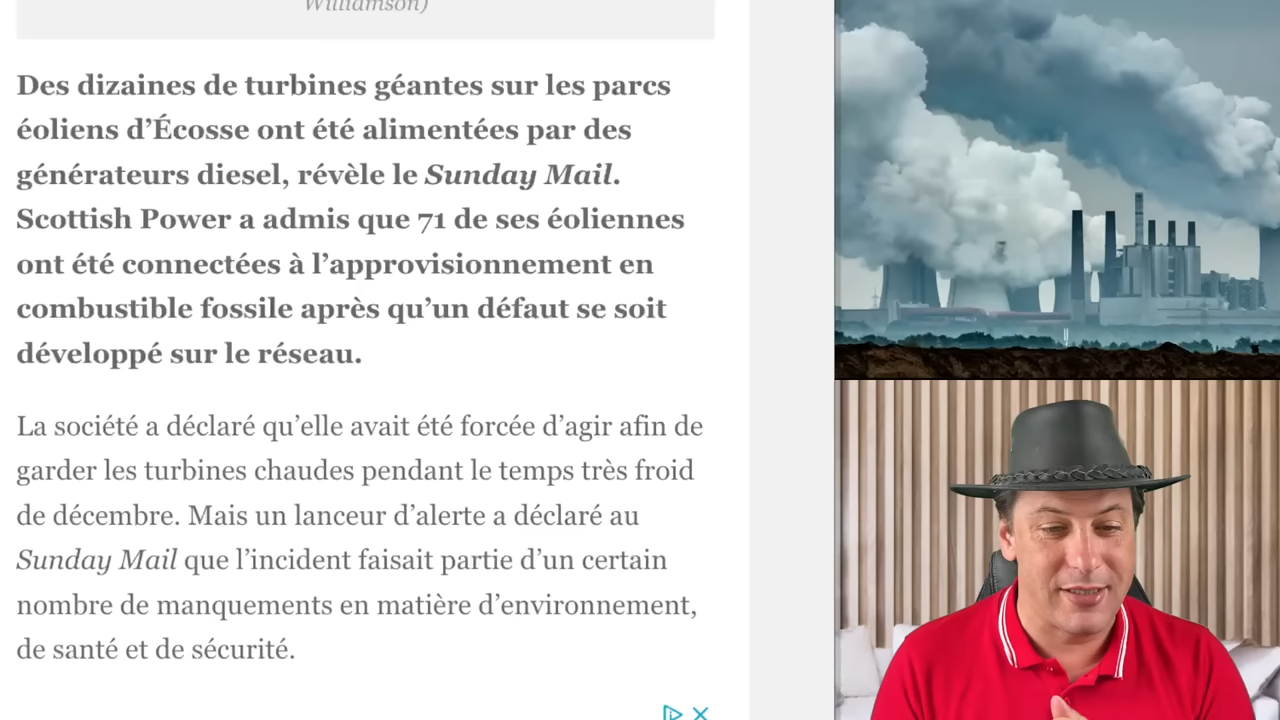 Williamson)
Des dizaines de turbines géantes sur les parcs
éoliens d’Écosse ont été alimentées par des
générateurs diesel, révèle le Sunday Mail.
Scottish Power a admis que 71 de ses éoliennes
ont été connectées à l’approvisionnement en
combustible fossile après qu’un défaut se soit
développé sur le réseau.
La société a déclaré qu’elle avait été forcée d’agir afin de
garder les turbines chaudes pendant le temps très froid
de décembre. Mais un lanceur d’alerte a déclaré au
Sunday Mail que l’incident faisait partie d’un certain
nombre de manquements en matière d’environnement,
de santé et de sécurité.